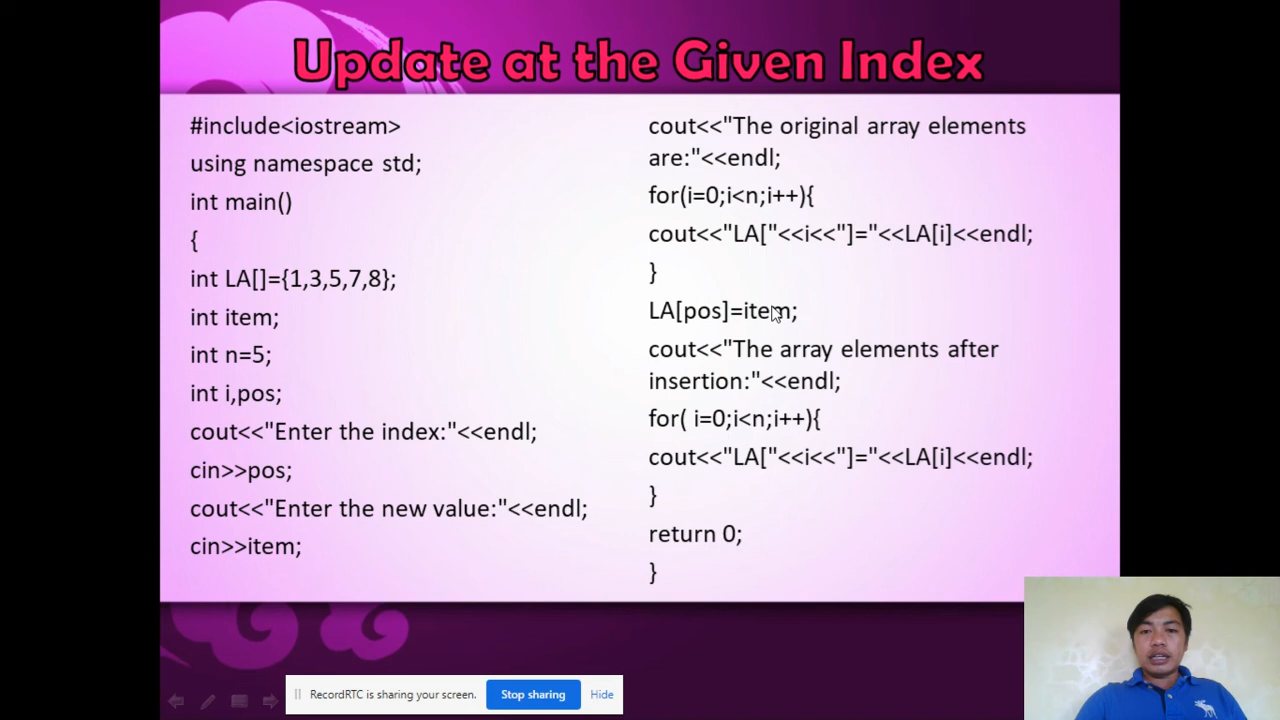 Update at the Given Index
#include<iostream>
using namespace std;
int main()
{
int LA[]={1,3,5,7,8};
int item;
int n=5;
int i,pos;
cout<<"Enter the index:"<<endl;
cin>>pos;
cout<<"Enter the new value:"<<endl;
cin>>item;
cout<<"The original array elements
are:"<<endl;
for(i=0;i<n;i++){
cout<<"LA["<<i<<"]="<<LA[i]<<endl;
}
LA[pos]=item;
cout<<"The array elements after
insertion:"<<endl;
for( i=0;i<n;i++){
cout<<"LA["<<i<<"]="<<LA[i]<<endl;
}
return 0;
}
RecordRTC is sharing your screen.
Stop sharing
Hide